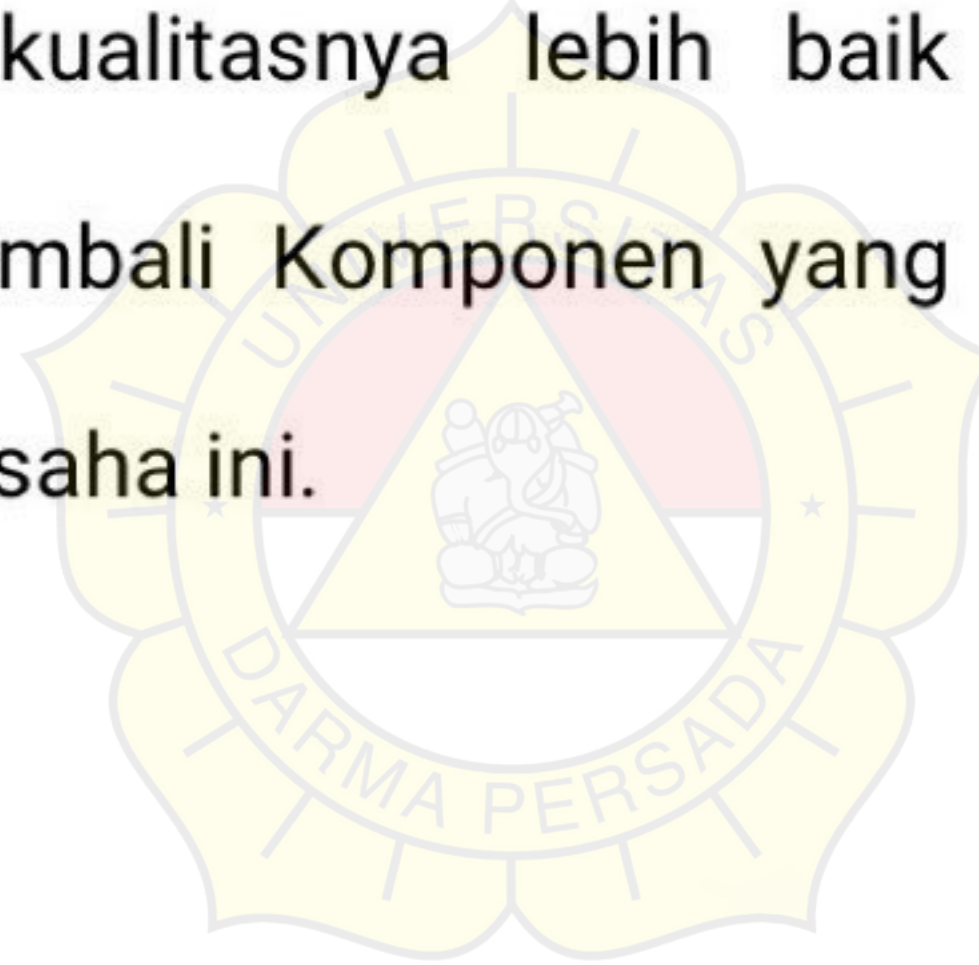 kualitasnya lebih baik
mbali Komponen yang
saha ini.
UNIVERSITAS
DARMA PERSADA